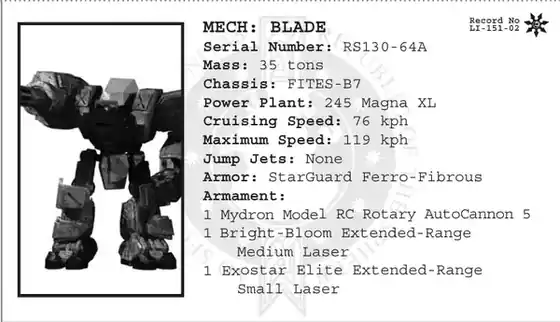 MECH: BLADE
Record No
LI-151-02
Serial Number: RS130-64A
Mass: 35 tons
Chassis: FITES-B7
Power Plant: 245 Magna XL
Cruising Speed: 76 kph
Maximum Speed: 119 kph
Jump Jets: None
Armor: StarGuard Ferro-Fibrous
Armament:
1 Mydron Model RC Rotary AutoCannon 5
1 Bright-Bloom Extended-Range
Medium Laser
1 Exostar Elite Extended-Range
Small Laser